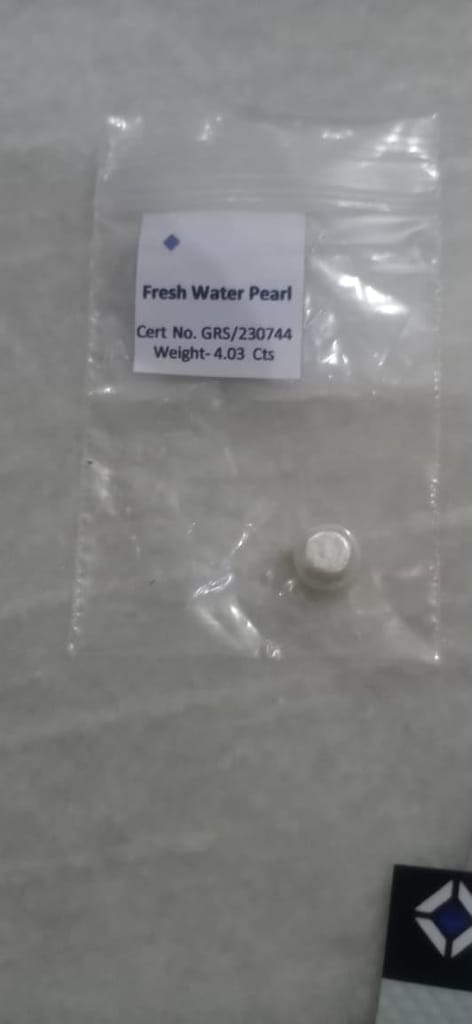 Fresh Water Pearl
Cert No. GRS/230744
Weight- 4.03 Cts